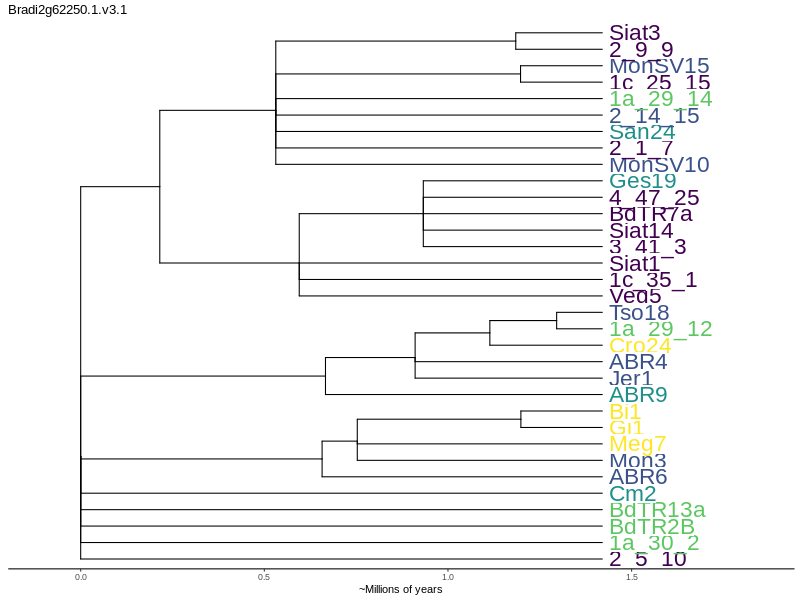 Bradi2g62250.1.v3.1
Siat3
2_9_9
MonSV15
1c_25_15
1a_29_14
2_14_15
San24
2_1_7
MonSV10
Ges19
4_47_25
BdTR7a
Siat14
3_41_3
Siat1
1c_35_1
Ved5
Tso18
1a_29_12
Cro24
ABR4
Jer1
ABR9
Bi1
Gi1
Meg7
Mon3
ABR6
Cm2
BdTR13a
BdTR2B
1a_30_2
2_5_10
0.0 0.5 1.0 1.5
~Millions of years